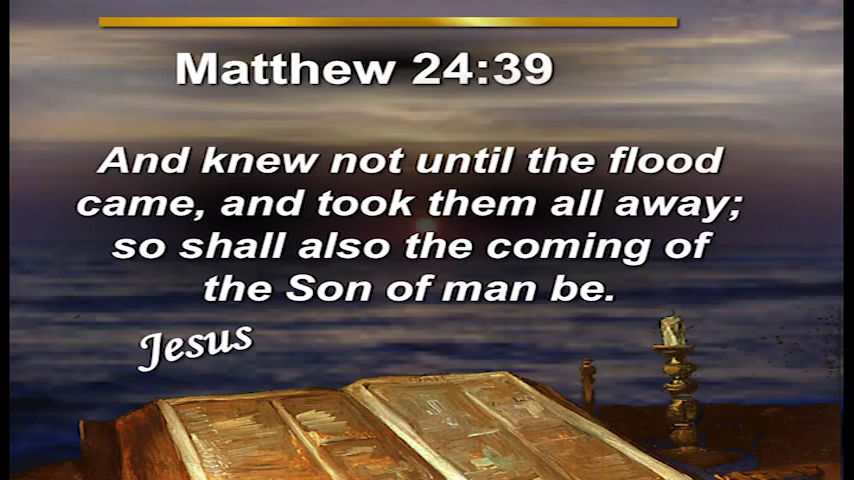 Matthew 24:39
And knew not until the flood
came, and took them all away;
so shall also the coming of
the Son of man be.
Jesus